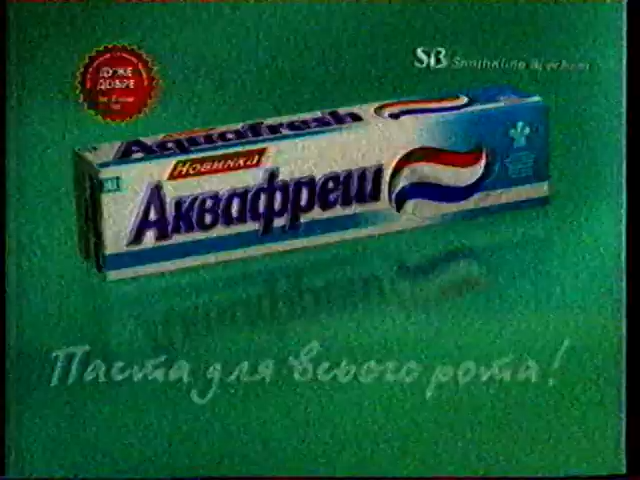 ДУЖЕ
ДОБРЕ
SB SmithKline Beecham
Aquafresh
Новинка
Аквафреш
Паста для всього рота!